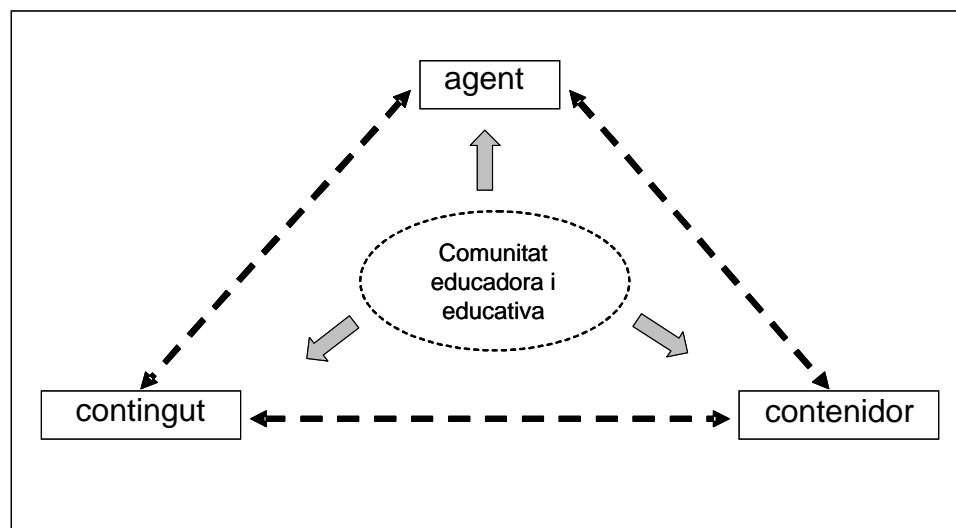 agent
Comunitat
educadora i
educativa
contingut
contenidor